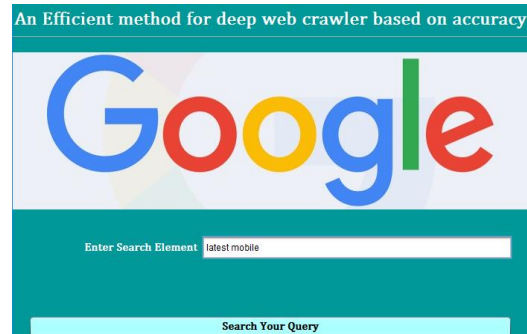 An Efficient method for deep web crawler based on accuracy
Google
Enter Search Element latest mobile
Search Your Query